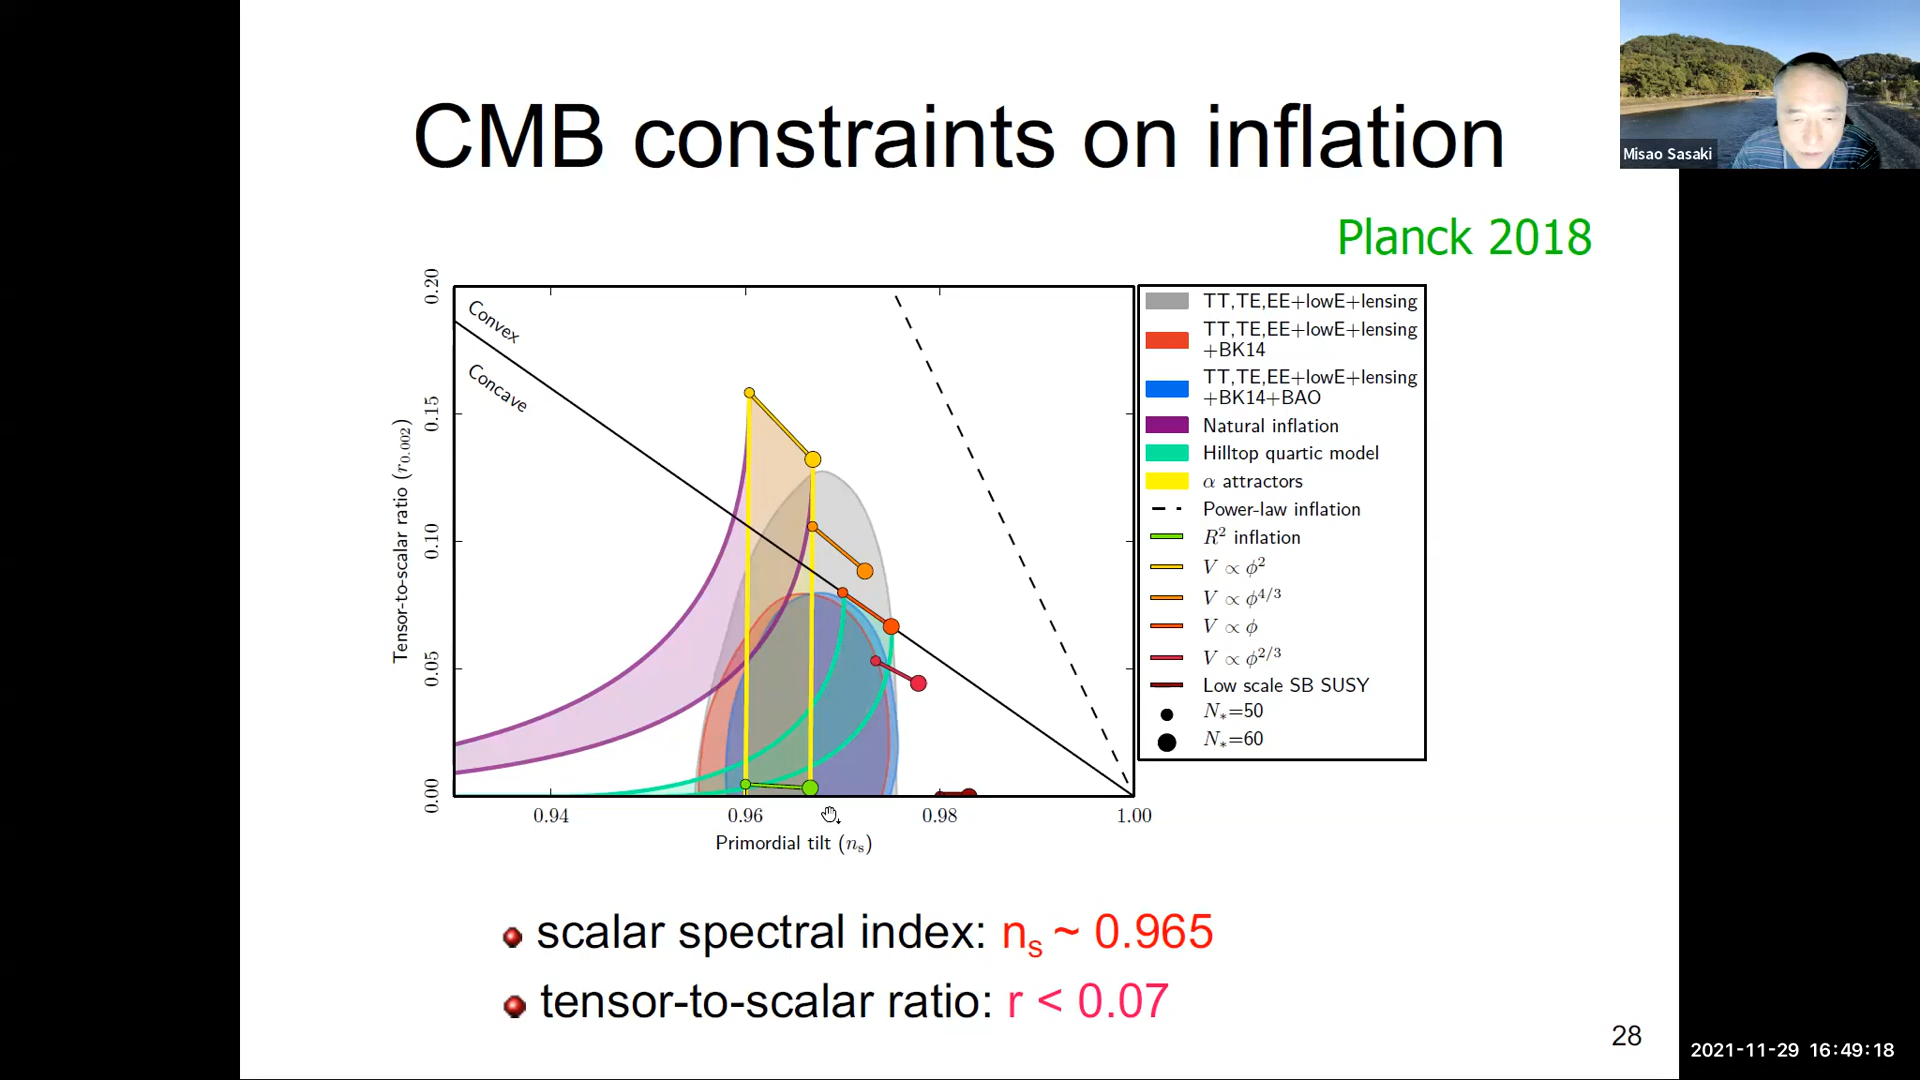 CMB constraints on inflation
Misao Sasaki
Planck 2018
Convex
Concave
0.20
0.15
0.10
0.05
0.00
Tensor-to-scalar ratio (r0.002)
0.94
0.96
0.98
1.00
Primordial tilt (ns)
TT,TE,EE+lowE+lensing
TT,TE,EE+lowE+lensing
+BK14
TT,TE,EE+lowE+lensing
+BK14+BAO
Natural inflation
Hilltop quartic model
α attractors
Power-law inflation
R² inflation
V ∝ ϕ²
V ∝ ϕ^4/3
V ∝ ϕ
V ∝ ϕ^2/3
Low scale SB SUSY
N*=50
N*=60
scalar spectral index: ns ~ 0.965
tensor-to-scalar ratio: r < 0.07
28
2021-11-29 16:49:18